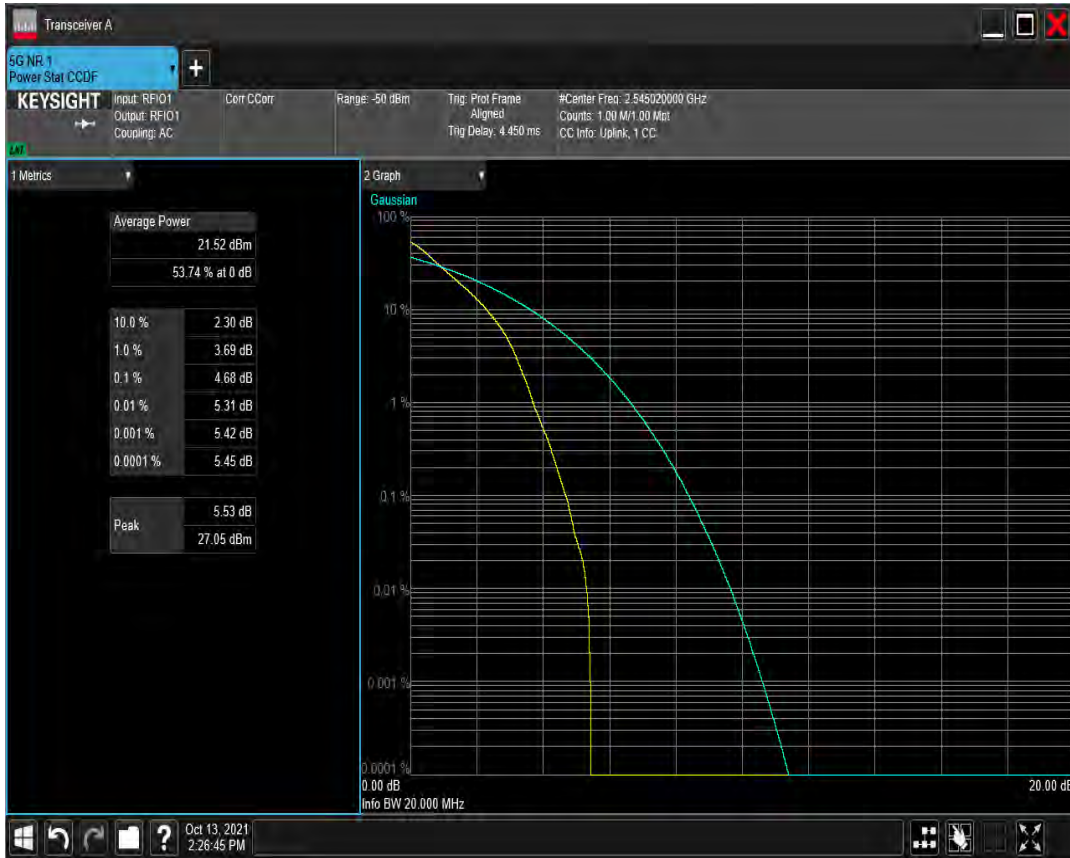 Transceiver A
5G NR 1
Power Stat CCDF
+
KEYSIGHT
Input: RFIO1
Output: RFIO1
Coupling: AC
Corr CCorr
Range: -50 dBm
Trig: Prot Frame
Aligned
Trig Delay: 4.450 ms
#Center Freq: 2.545020000 GHz
Counts: 1.00 M/1.00 Mpt
CC Info: Uplink, 1 CC
1 Metrics
Average Power
21.52 dBm
53.74 % at 0 dB
10.0 % 2.30 dB
1.0 % 3.69 dB
0.1 % 4.68 dB
0.01 % 5.31 dB
0.001 % 5.42 dB
0.0001 % 5.45 dB
Peak
5.53 dB
27.05 dBm
2 Graph
Gaussian
100 %
10 %
1 %
0.1 %
0.01 %
0.001 %
0.0001 %
0.00 dB
20.00 dB
Info BW 20.000 MHz
?
Oct 13, 2021
2:26:45 PM